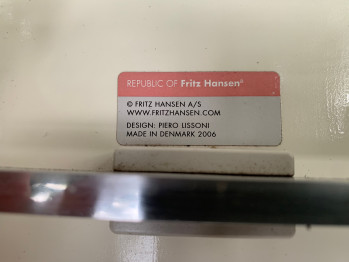 REPUBLIC OF Fritz Hansen®
© FRITZ HANSEN A/S
WWW.FRITZHANSEN.COM
DESIGN: PIERO LISSONI
MADE IN DENMARK 2006